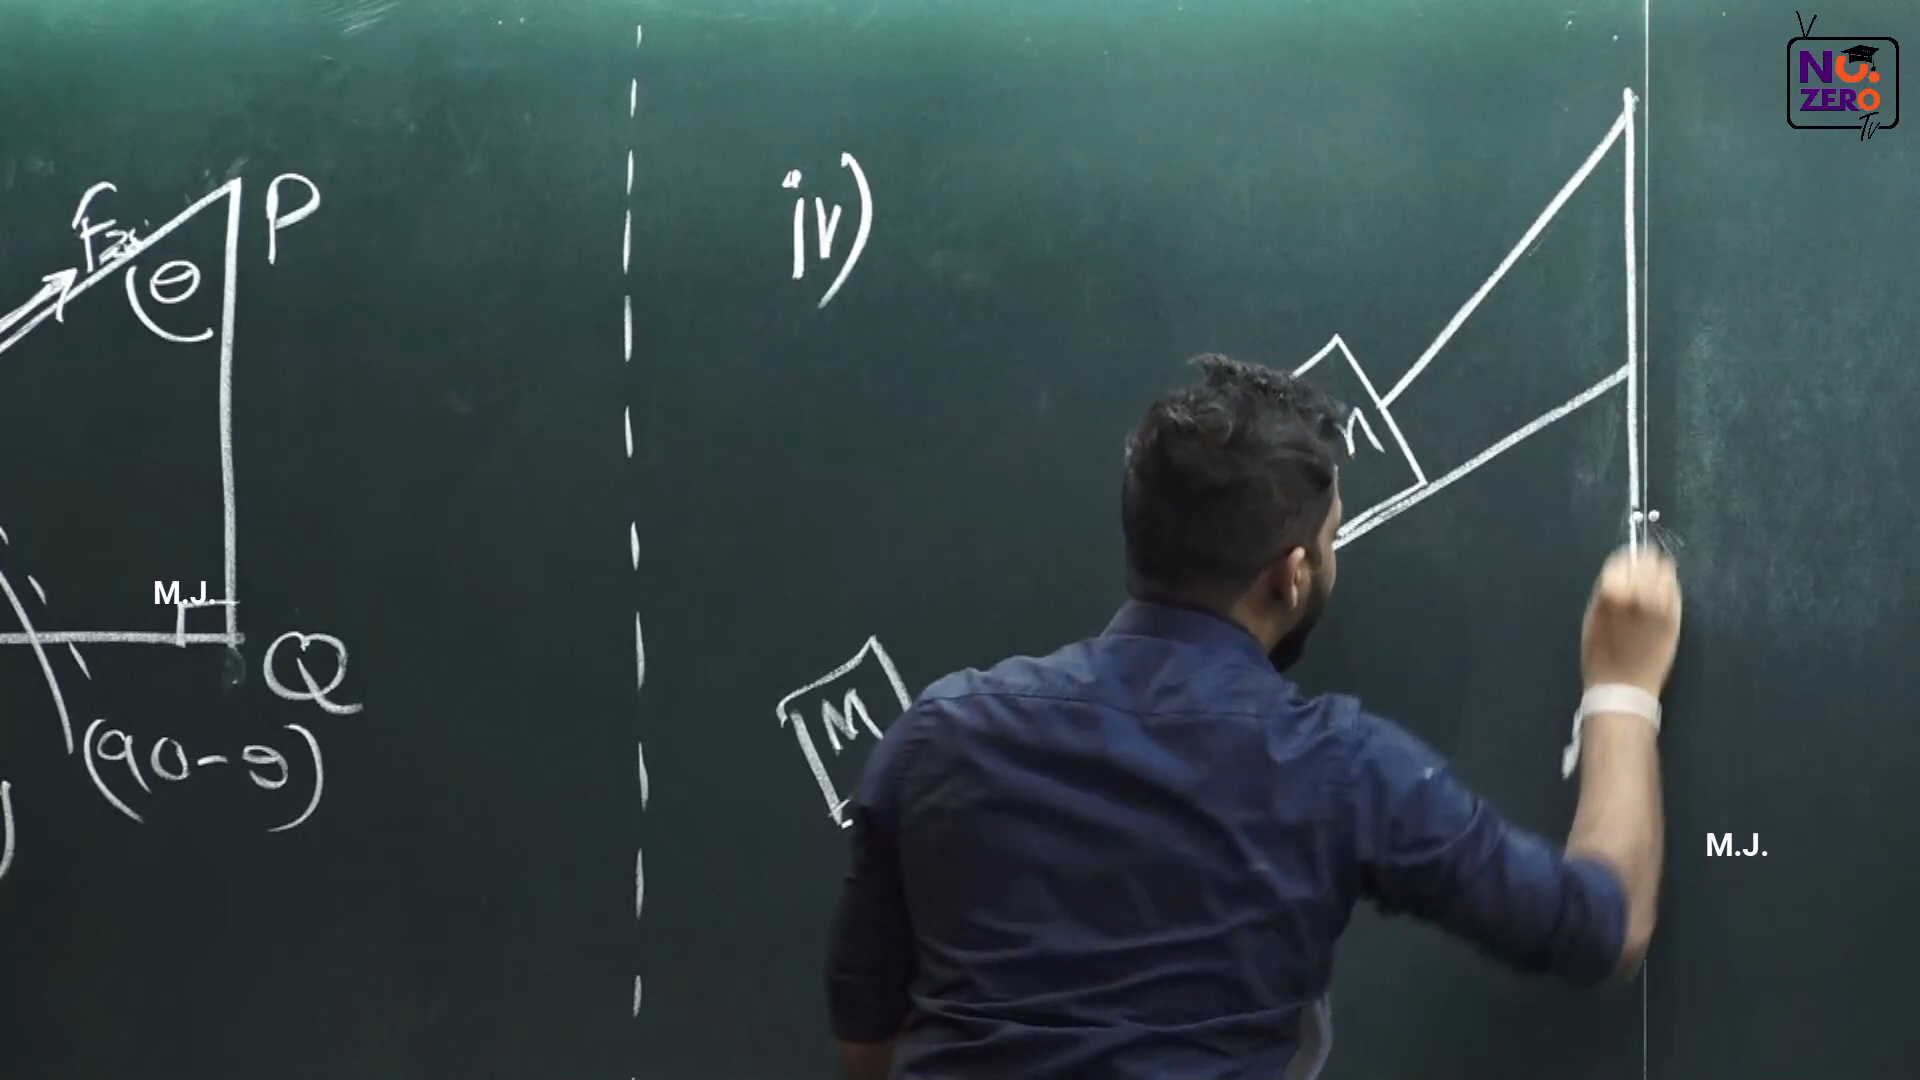 NO.
ZERO
Tv
P
θ
M.J.
Q
(90-θ)
iv)
M
M.J.